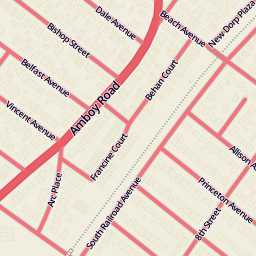 Dale Avenue
Beach Avenue
New Dorp Plaza
Bishop Street
Belfast Avenue
Amboy Road
Behan Court
Vincent Avenue
Francine Court
Allison A
Arc Place
South Railroad Avenue
Princeton Avenue
8th Street